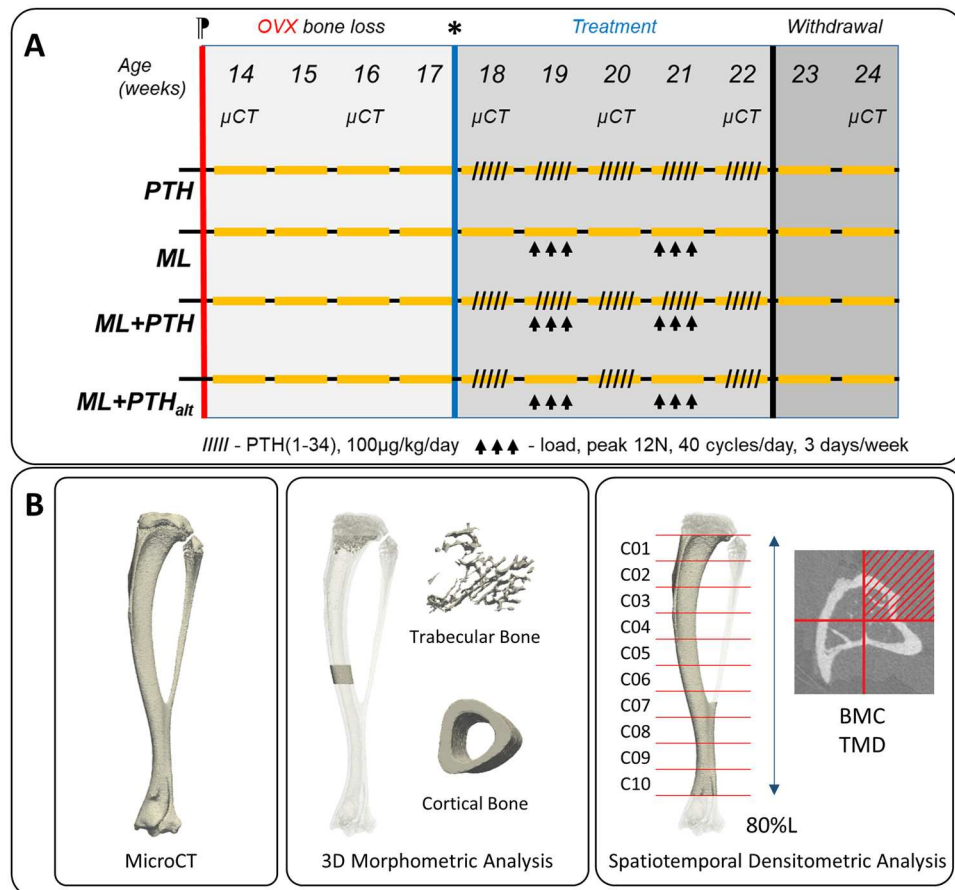 A
⁋ OVX bone loss * Treatment Withdrawal
Age 14 15 16 17 18 19 20 21 22 23 24
(weeks)
µCT µCT µCT µCT µCT µCT
PTH
ML
ML+PTH
ML+PTHalt
///// - PTH(1-34), 100µg/kg/day - load, peak 12N, 40 cycles/day, 3 days/week
B
MicroCT
Trabecular Bone
Cortical Bone
3D Morphometric Analysis
C01
C02
C03
C04
C05
C06
C07
C08
C09
C10
BMC
TMD
80%L
Spatiotemporal Densitometric Analysis